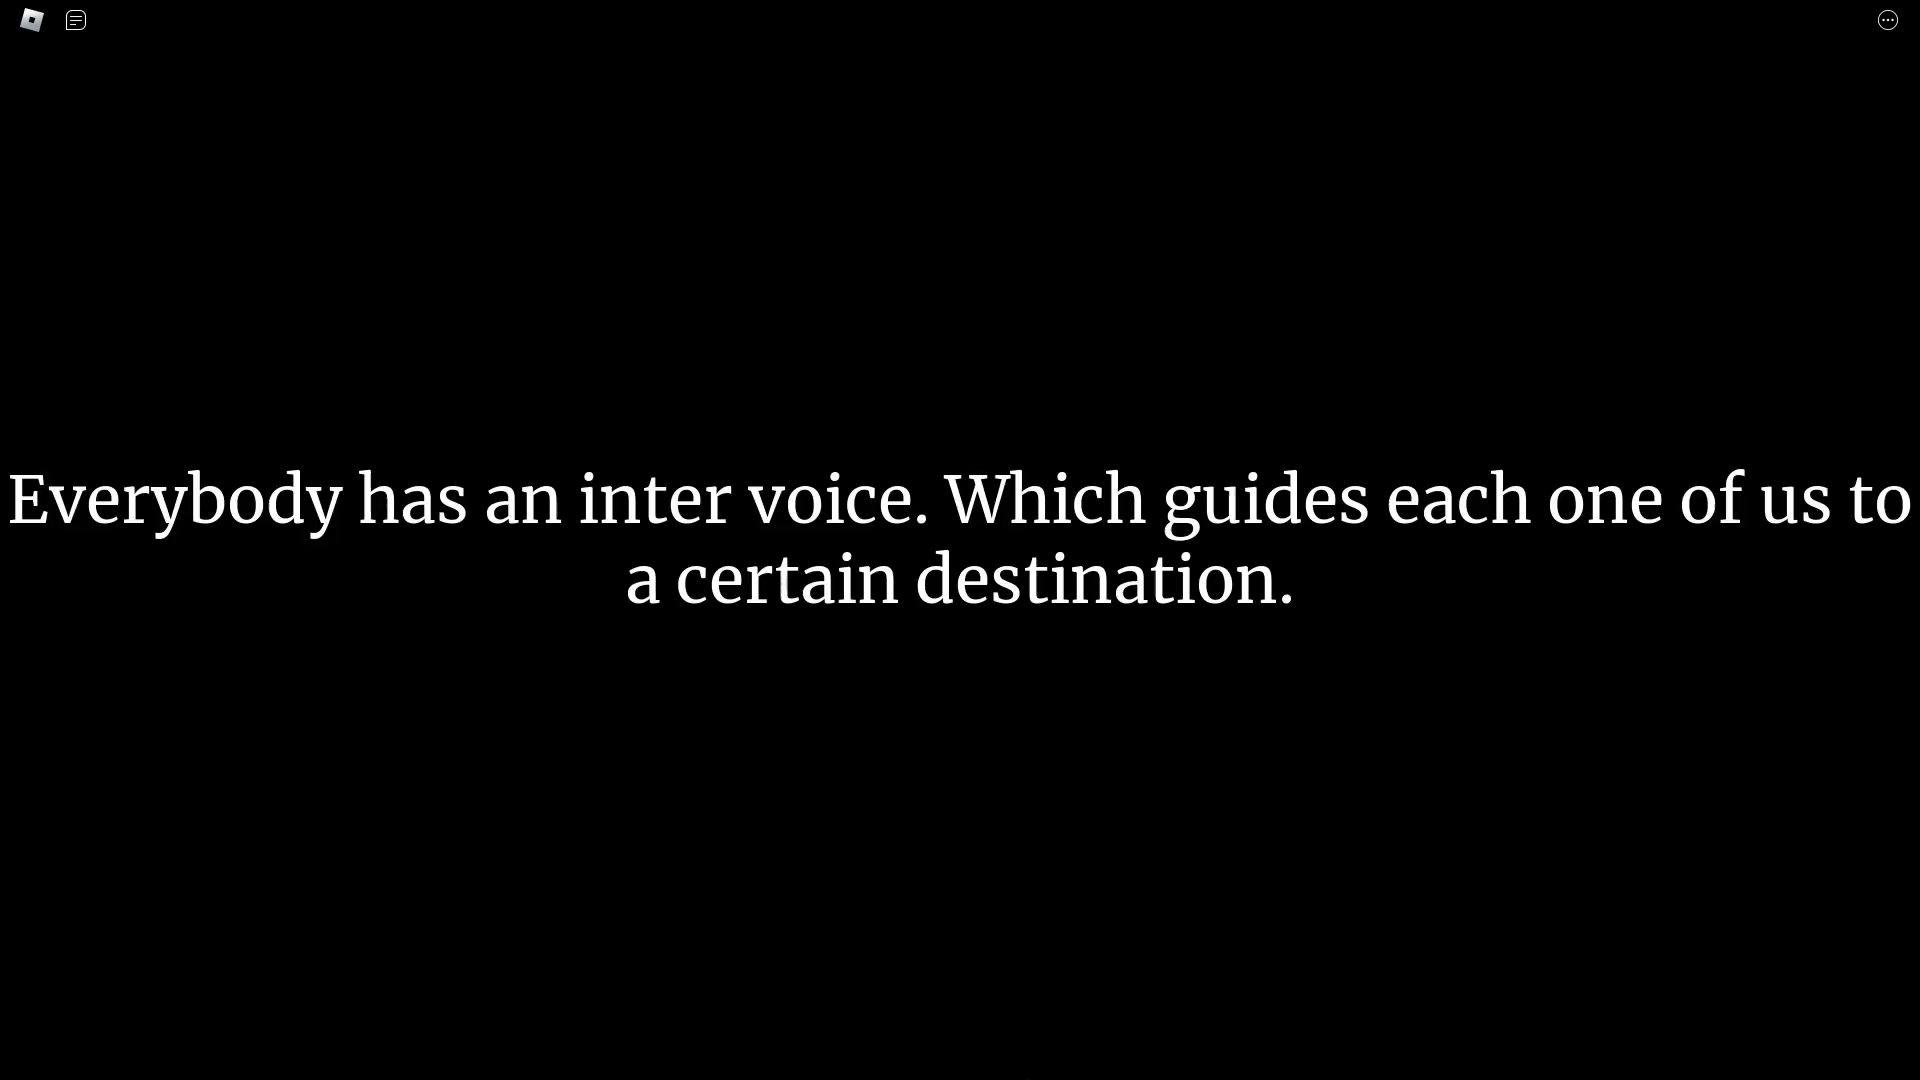 Everybody has an inter voice. Which guides each one of us to
a certain destination.